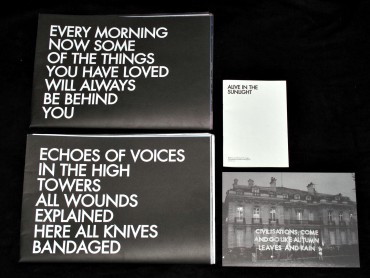 EVERY MORNING
NOW SOME
OF THE THINGS
YOU HAVE LOVED
WILL ALWAYS
BE BEHIND
YOU
ECHOES OF VOICES
IN THE HIGH
TOWERS
ALL WOUNDS
EXPLAINED
HERE ALL KNIVES
BANDAGED
ALIVE IN THE
SUNLIGHT
CIVILISATIONS COME
AND GO LIKE AUTUMN
LEAVES AND RAIN